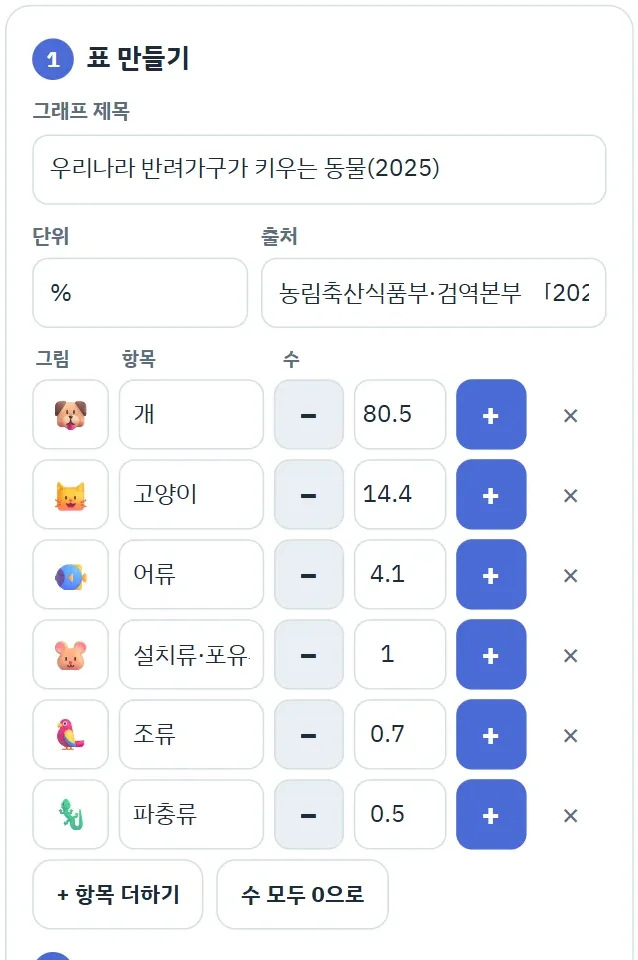 1 표 만들기
그래프 제목
우리나라 반려가구가 키우는 동물(2025)
단위 출처
% 농림축산식품부·검역본부 「202
그림 항목 수
개 − 80.5 + ×
고양이 − 14.4 + ×
어류 − 4.1 + ×
설치류·포유 − 1 + ×
조류 − 0.7 + ×
파충류 − 0.5 + ×
+ 항목 더하기 수 모두 0으로